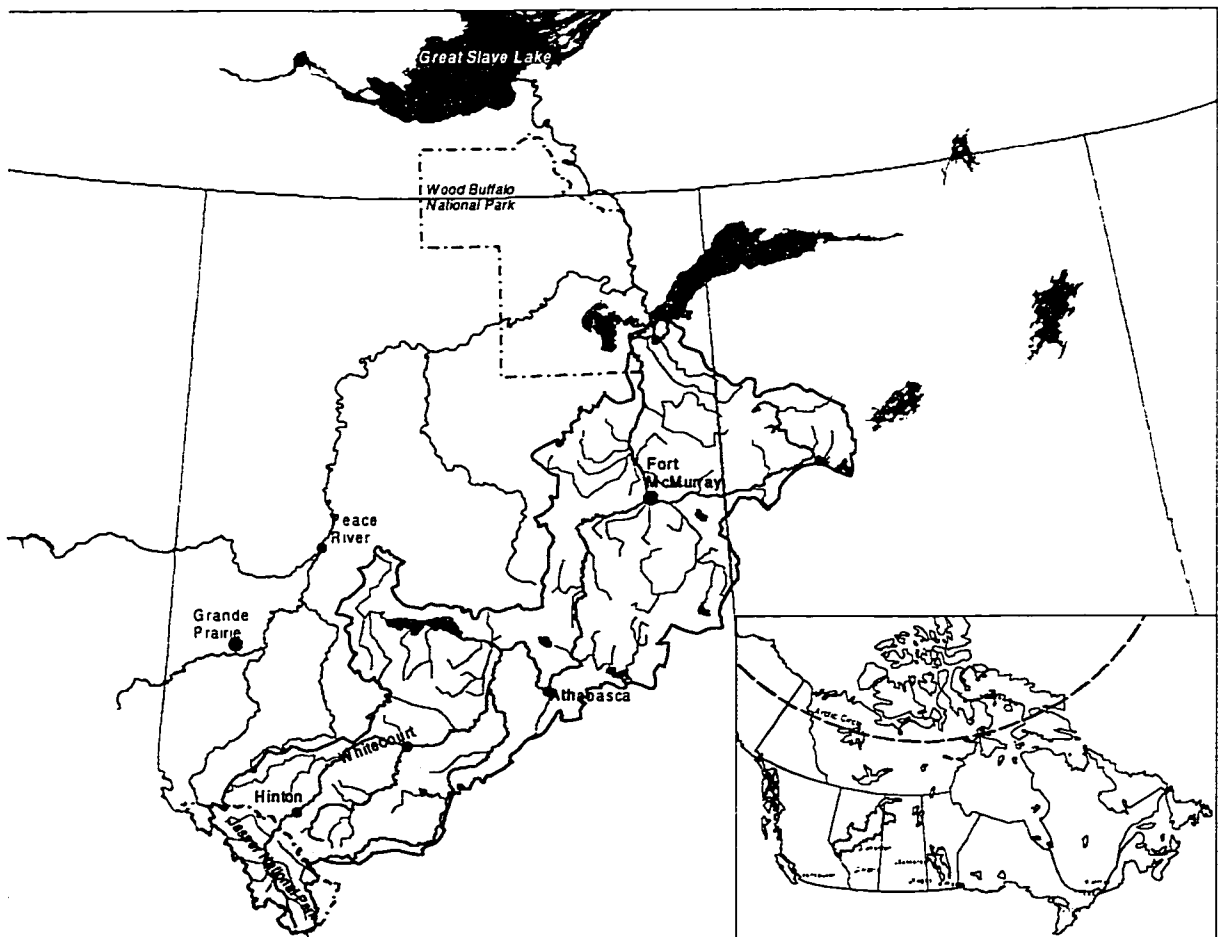 Great Slave Lake
Wood Buffalo
National Park
Fort
McMurray
Peace
River
Grande
Prairie
Athabasca
Whitecourt
Hinton
Jasper National Park
Arctic Circle